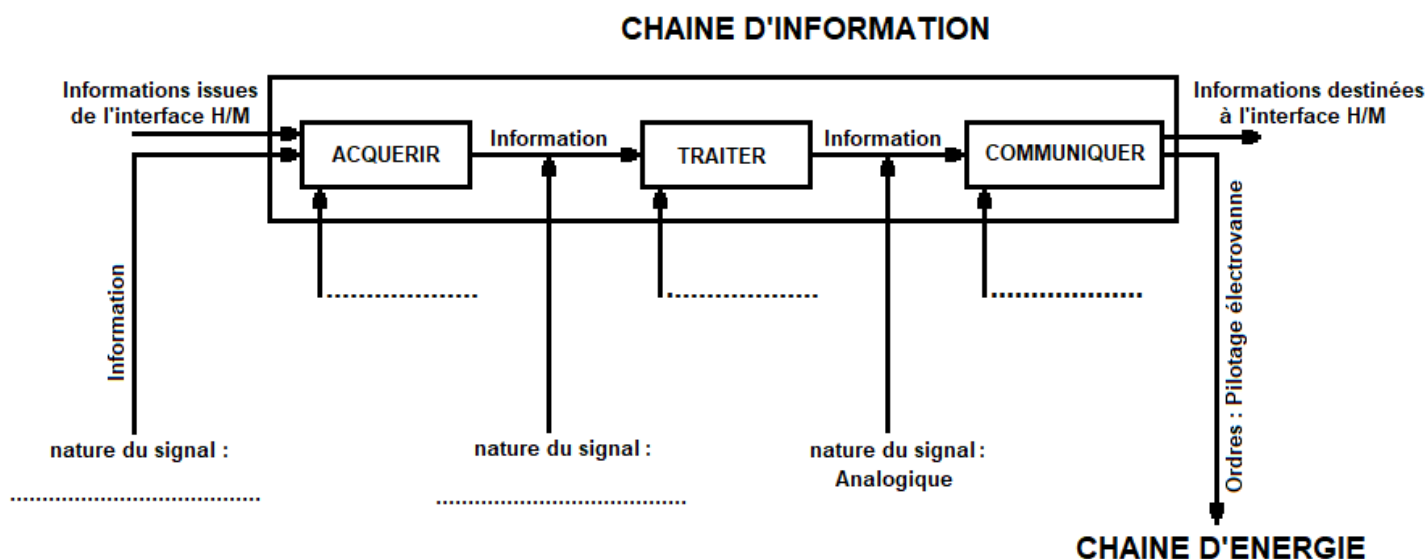 CHAINE D'INFORMATION
Informations issues
de l'interface H/M
Informations destinées
à l'interface H/M
ACQUERIR
Information
TRAITER
Information
COMMUNIQUER
...................
...................
...................
Information
Ordres : Pilotage électrovanne
nature du signal :
.......................................
nature du signal :
.......................................
nature du signal :
Analogique
CHAINE D'ENERGIE